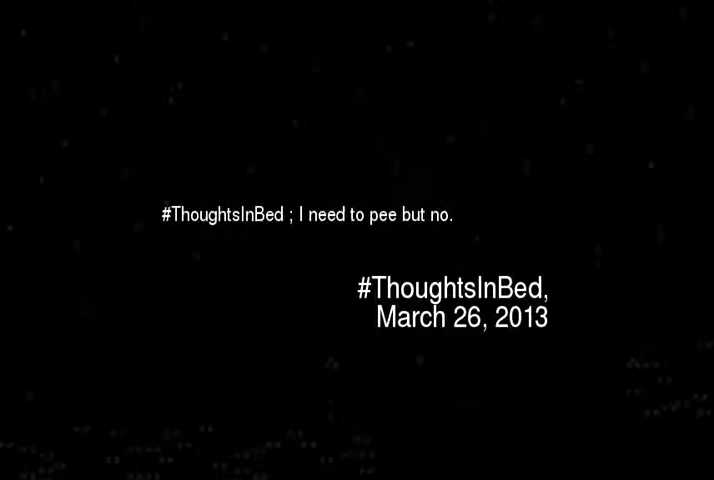 #ThoughtsInBed ; I need to pee but no.
#ThoughtsInBed,
March 26, 2013